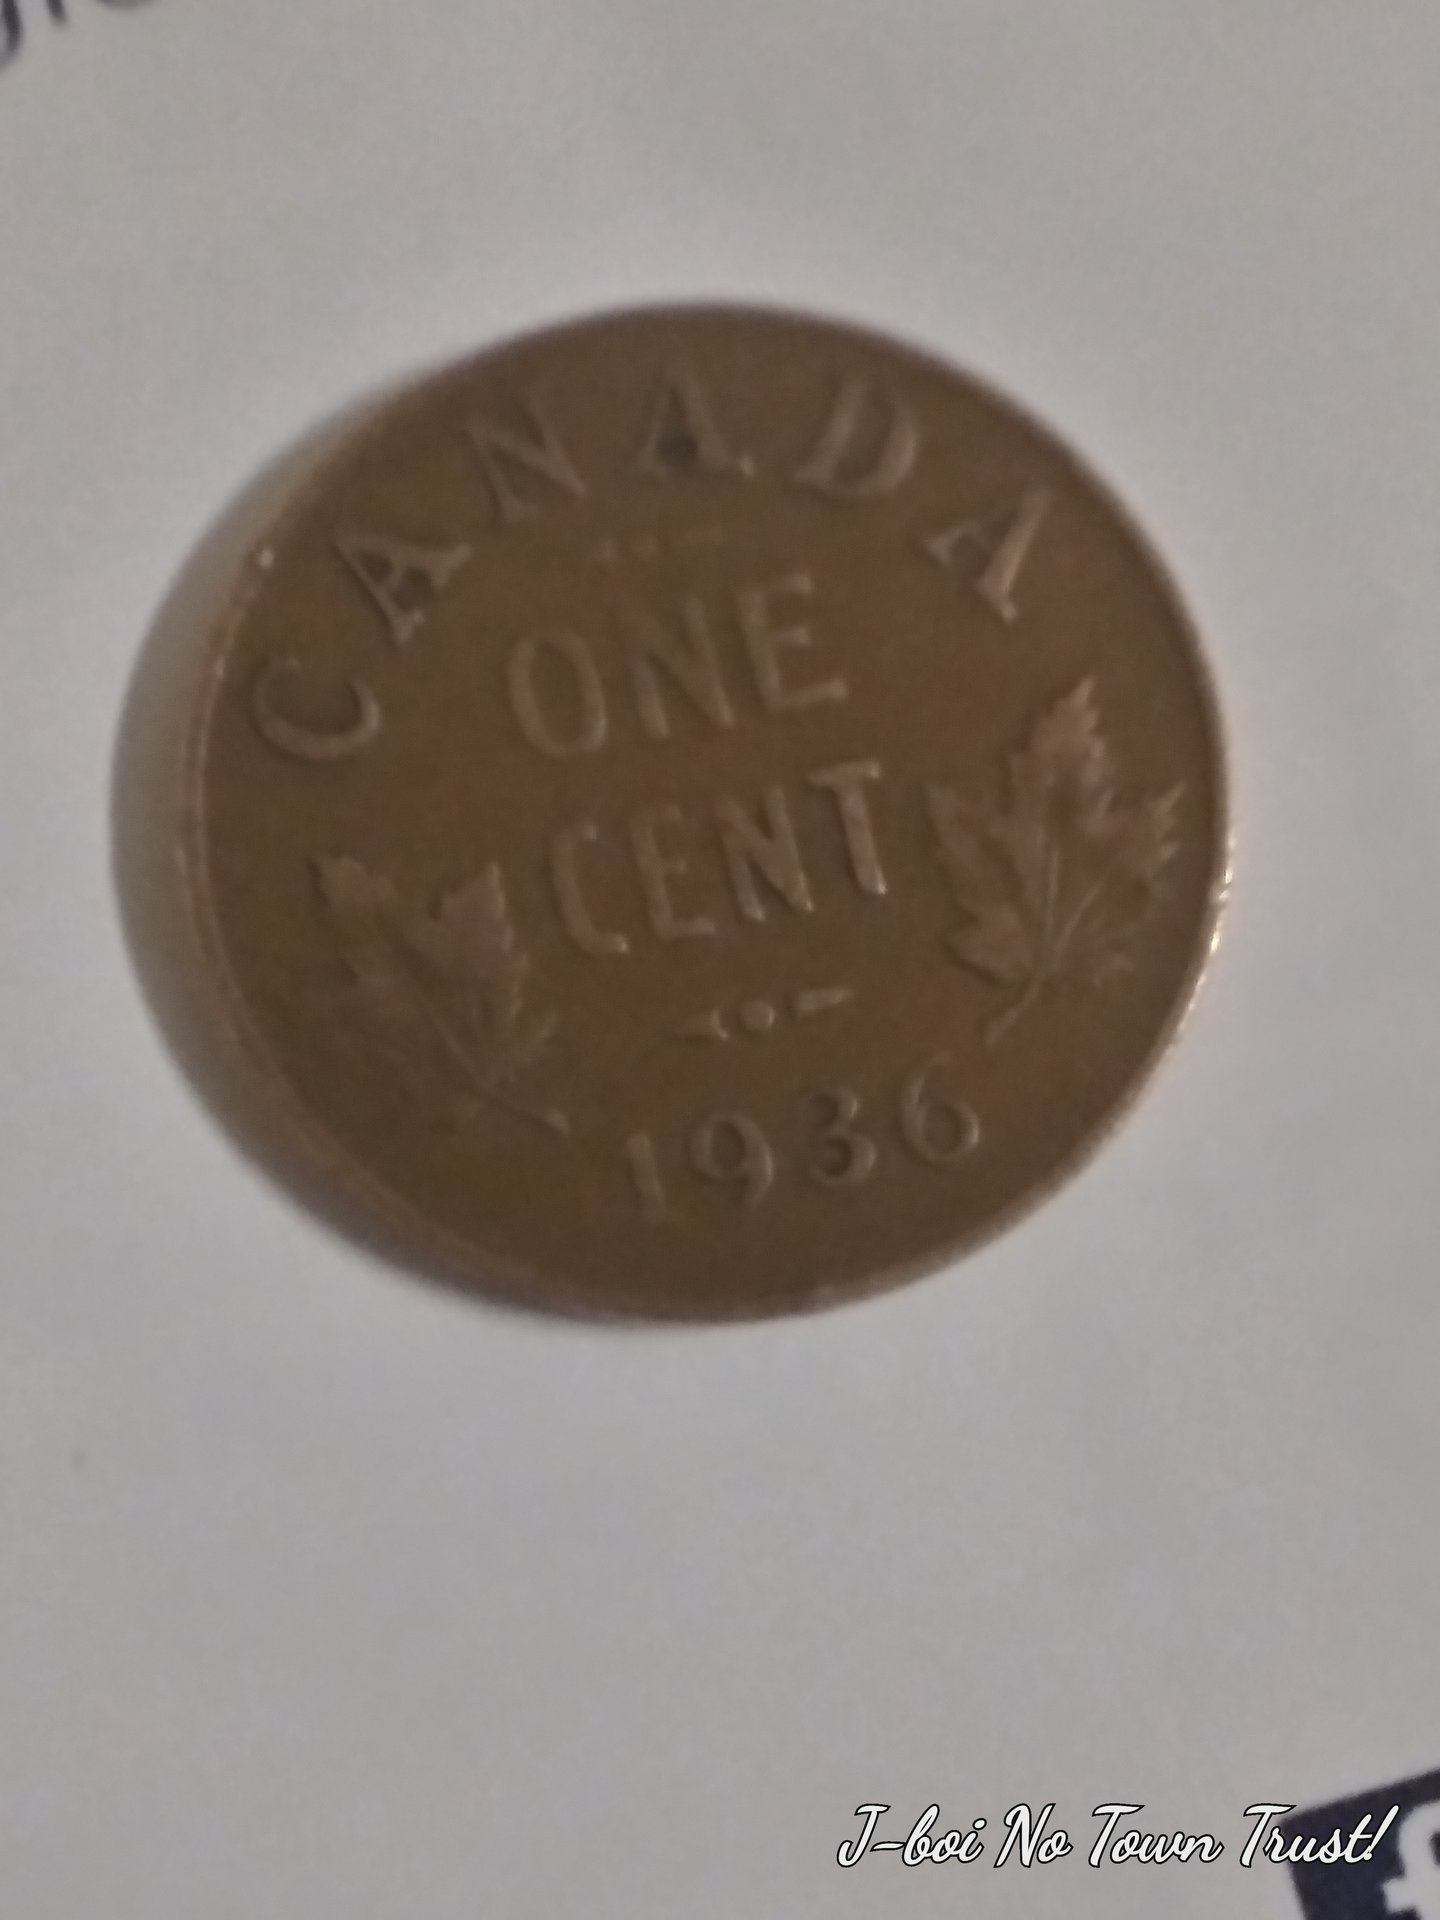 CANADA
ONE
CENT
1936
J-boi No Town Trust!
f